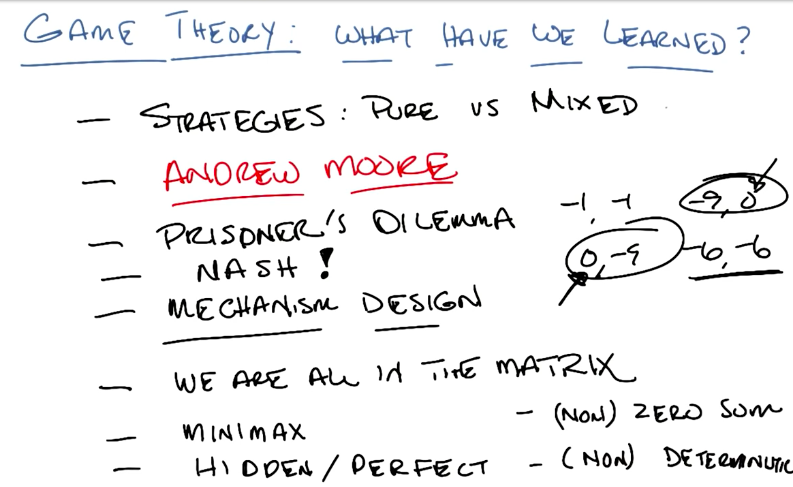 GAME THEORY: WHAT HAVE WE LEARNED?
— STRATEGIES: PURE VS MIXED
— ANDREW MOORE
— PRISONER'S DILEMMA
— NASH!
— MECHANISM DESIGN
-1, -1 -9, 0
0, -9 -6, -6
— WE ARE ALL IN THE MATRIX
— MINIMAX - (NON) ZERO SUM
— HIDDEN / PERFECT - (NON) DETERMINISTIC